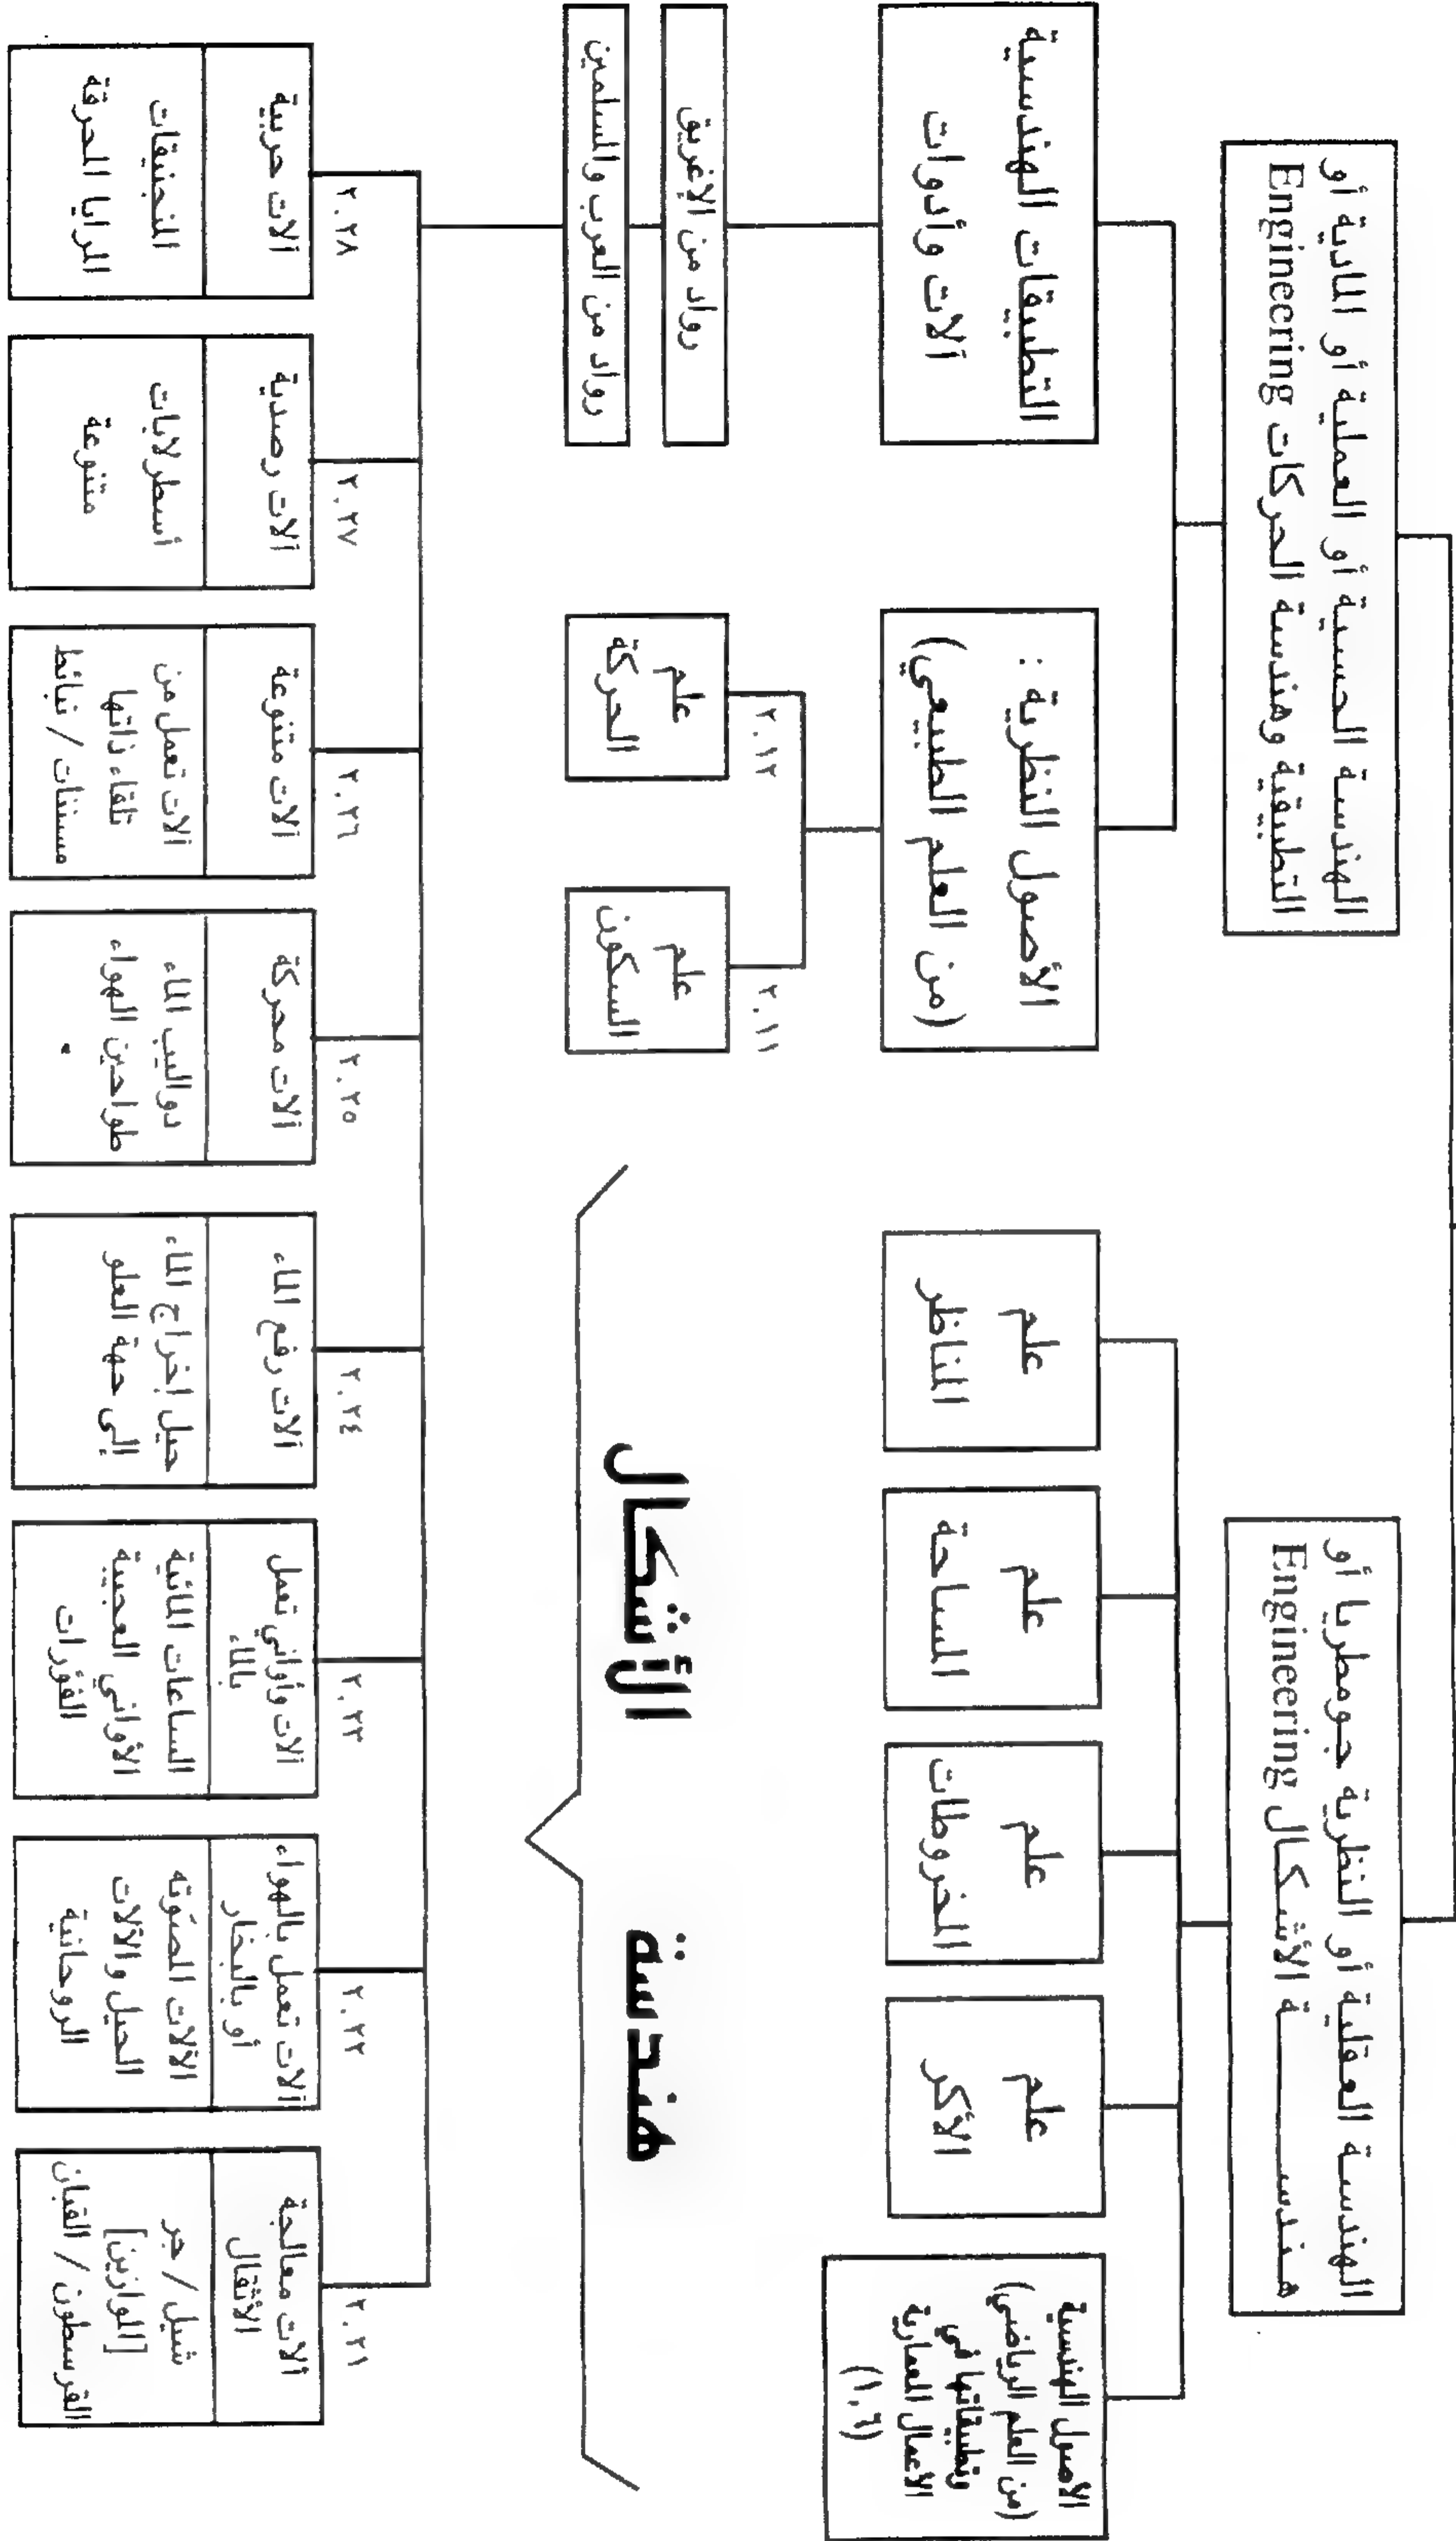 الهندسة العقلية أو النظرية جومطريا أو
هندســــــة الأشكال Engineering
الهندسة الحسية أو العملية أو المادية أو
التطبيقية وهندسة الحركات Engineering
الأصول الهندسية
(من العلم الرياضي)
وتطبيقاتها في
الأعمال المعمارية
(١.٦)
علم
الأكر
علم
المخروطات
علم
المساحة
علم
المناظر
الأصول النظرية :
(من العلم الطبيعي)
التطبيقات الهندسية
آلات وأدوات
٢.١١
علم
السكون
٢.١٢
علم
الحركة
رواد من الإغريق
رواد من العرب والمسلمين
هندسة الأشكال
٢.٢١
آلات معالجة
الأثقال
شيل / جر
[الموازين]
القرسطون / القبان
٢.٢٢
آلات تعمل بالهواء
أو بالبخار
الآلات المصَوته
الحيل والآلات
الروحانية
٢.٢٣
آلات وأواني تعمل
بالماء
الساعات المائية
الأواني العجيبة
الفؤرات
٢.٢٤
آلات رفع الماء
حيل إخراج الماء
إلى جهة العلو
٢.٢٥
آلات محركة
دواليب الماء
طواحين الهواء
٢.٢٦
آلات متنوعة
آلات تعمل من
تلقاء ذاتها
مسننات / نبائط
٢.٢٧
آلات رصدية
أسطرلابات
متنوعة
٢.٢٨
آلات حربية
المنجنيقات
المرايا المحرقة